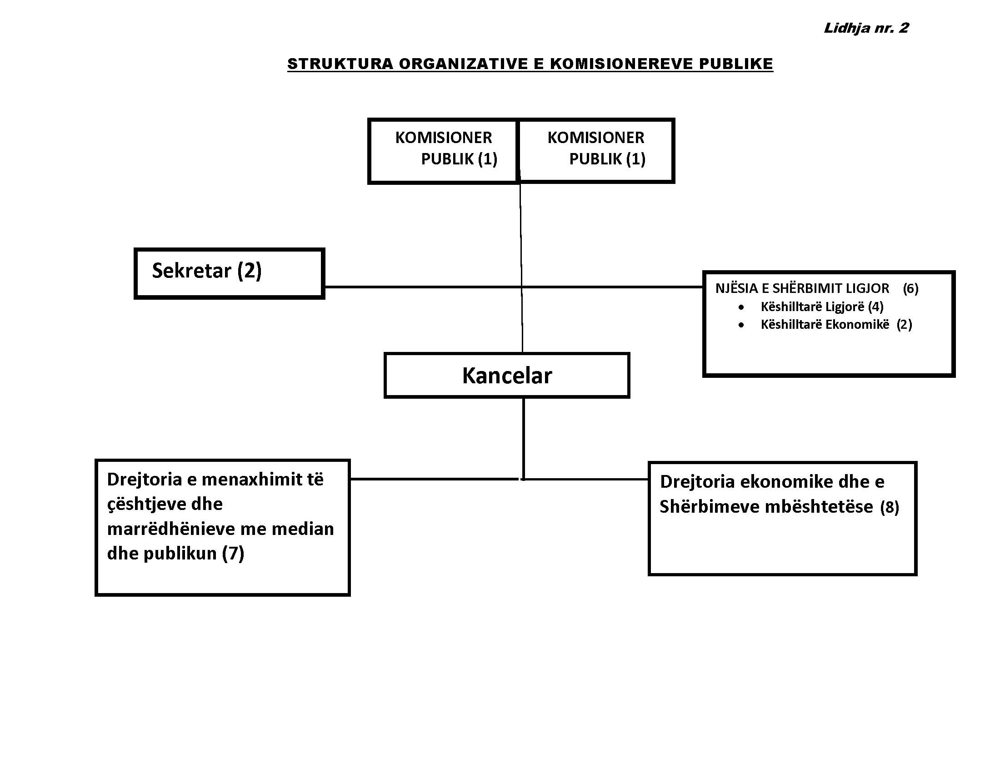 Lidhja nr. 2
STRUKTURA ORGANIZATIVE E KOMISIONEREVE PUBLIKE
KOMISIONER
PUBLIK (1)
KOMISIONER
PUBLIK (1)
Sekretar (2)
NJËSIA E SHËRBIMIT LIGJOR (6)
• Këshilltarë Ligjorë (4)
• Këshilltarë Ekonomikë (2)
Kancelar
Drejtoria e menaxhimit të
çështjeve dhe
marrëdhënieve me median
dhe publikun (7)
Drejtoria ekonomike dhe e
Shërbimeve mbështetëse (8)